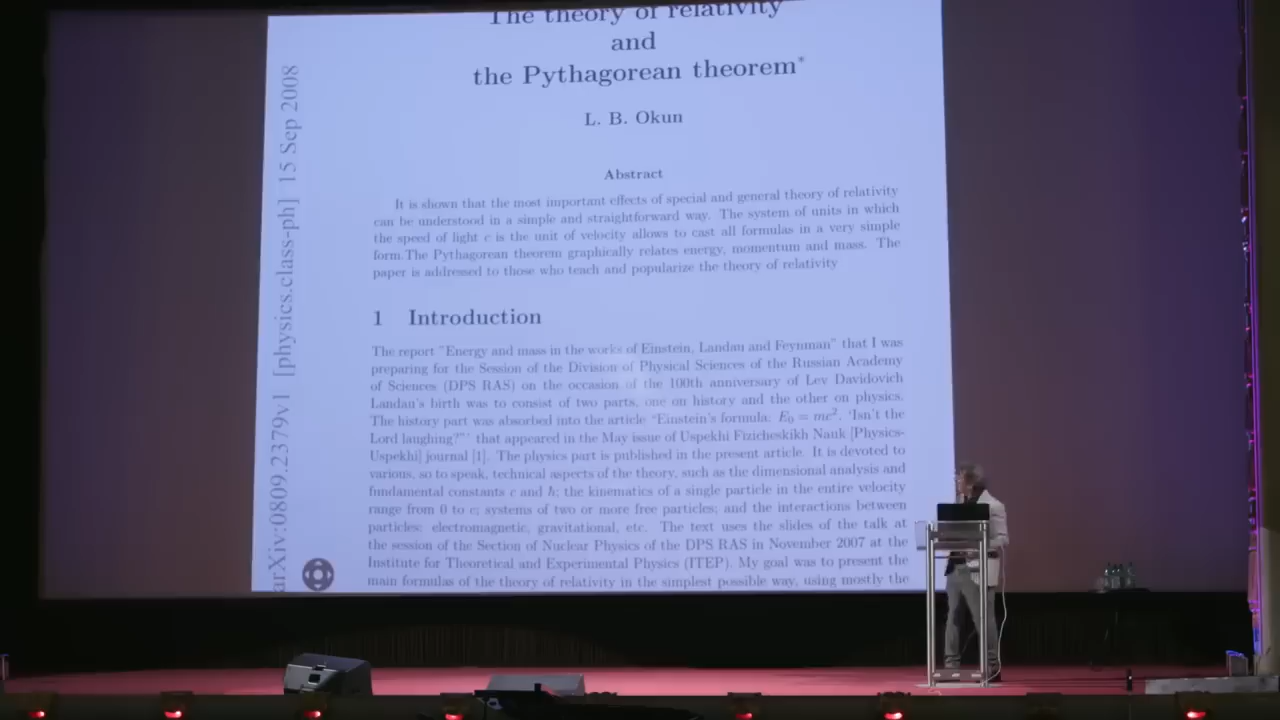 The theory of relativity
and
the Pythagorean theorem*
L. B. Okun
Abstract
It is shown that the most important effects of special and general theory of relativity
can be understood in a simple and straightforward way. The system of units in which
the speed of light c is the unit of velocity allows to cast all formulas in a very simple
form.The Pythagorean theorem graphically relates energy, momentum and mass. The
paper is addressed to those who teach and popularize the theory of relativity
1 Introduction
The report "Energy and mass in the works of Einstein, Landau and Feynman" that I was
preparing for the Session of the Division of Physical Sciences of the Russian Academy
of Sciences (DPS RAS) on the occasion of the 100th anniversary of Lev Davidovich
Landau's birth was to consist of two parts, one on history and the other on physics.
The history part was absorbed into the article "Einstein's formula: E₀ = mc². 'Isn't the
Lord laughing?'" that appeared in the May issue of Uspekhi Fizicheskikh Nauk [Physics-
Uspekhi] journal [1]. The physics part is published in the present article. It is devoted to
various, so to speak, technical aspects of the theory, such as the dimensional analysis and
fundamental constants c and ħ; the kinematics of a single particle in the entire velocity
range from 0 to c; systems of two or more free particles; and the interactions between
particles: electromagnetic, gravitational, etc. The text uses the slides of the talk at
the session of the Section of Nuclear Physics of the DPS RAS in November 2007 at the
Institute for Theoretical and Experimental Physics (ITEP). My goal was to present the
main formulas of the theory of relativity in the simplest possible way, using mostly the
arXiv:0809.2379v1 [physics.class-ph] 15 Sep 2008